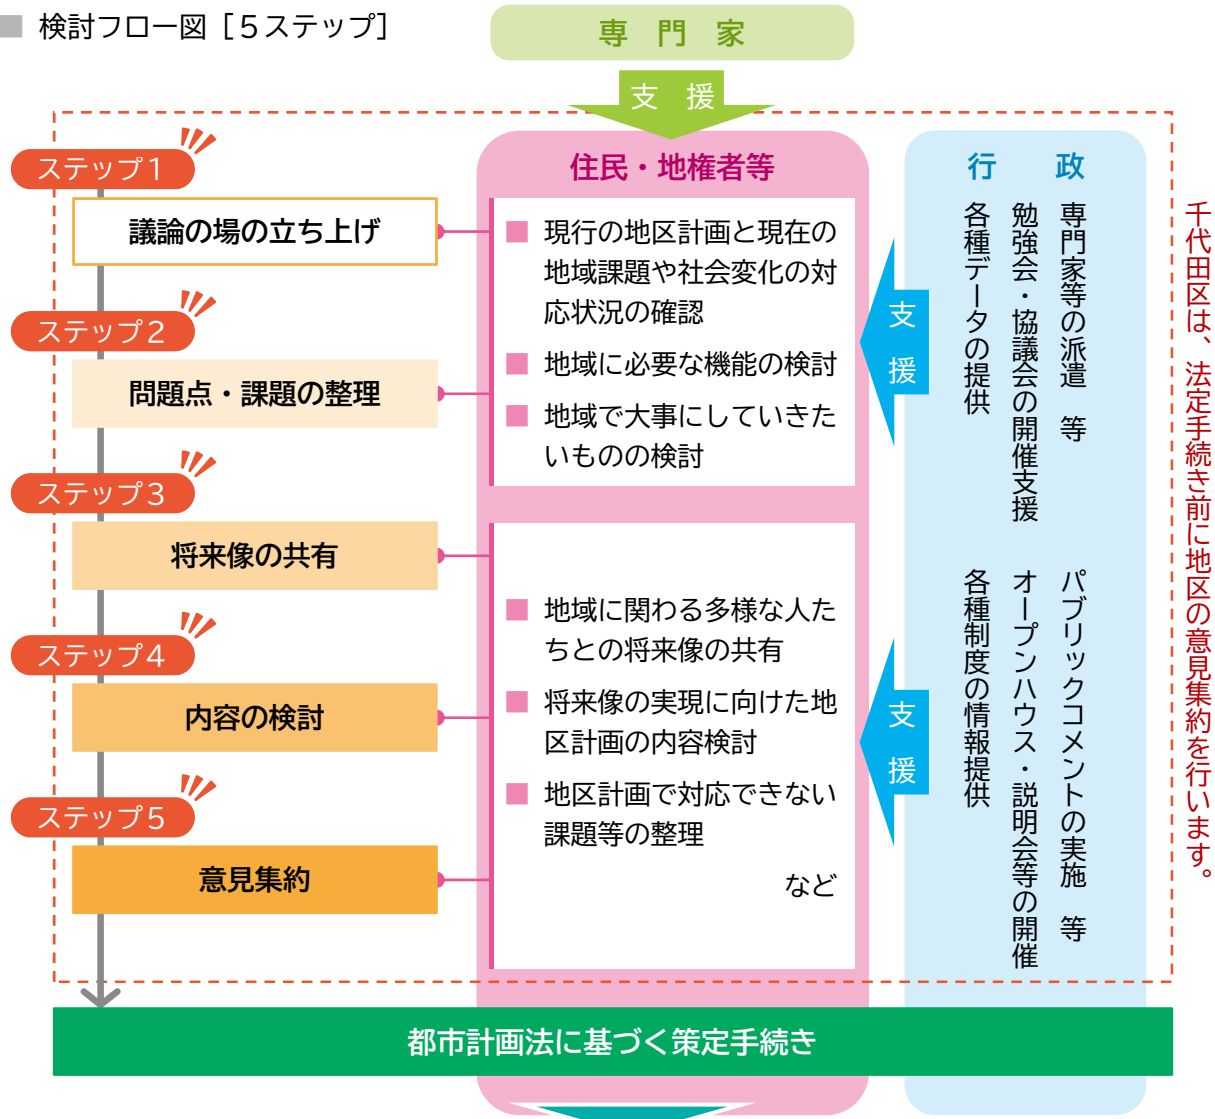 検討フロー図［5ステップ］
専門家
支援
ステップ1
議論の場の立ち上げ
ステップ2
問題点・課題の整理
ステップ3
将来像の共有
ステップ4
内容の検討
ステップ5
意見集約
住民・地権者等
■ 現行の地区計画と現在の
地域課題や社会変化の対
応状況の確認
■ 地域に必要な機能の検討
■ 地域で大事にしていきた
いものの検討
■ 地域に関わる多様な人た
ちとの将来像の共有
■ 将来像の実現に向けた地
区計画の内容検討
■ 地区計画で対応できない
課題等の整理
など
支援
支援
行政
専門家等の派遣 等
勉強会・協議会の開催支援
各種データの提供
パブリックコメントの実施 等
オープンハウス・説明会等の開催
各種制度の情報提供
千代田区は、法定手続き前に地区の意見集約を行います。
都市計画法に基づく策定手続き